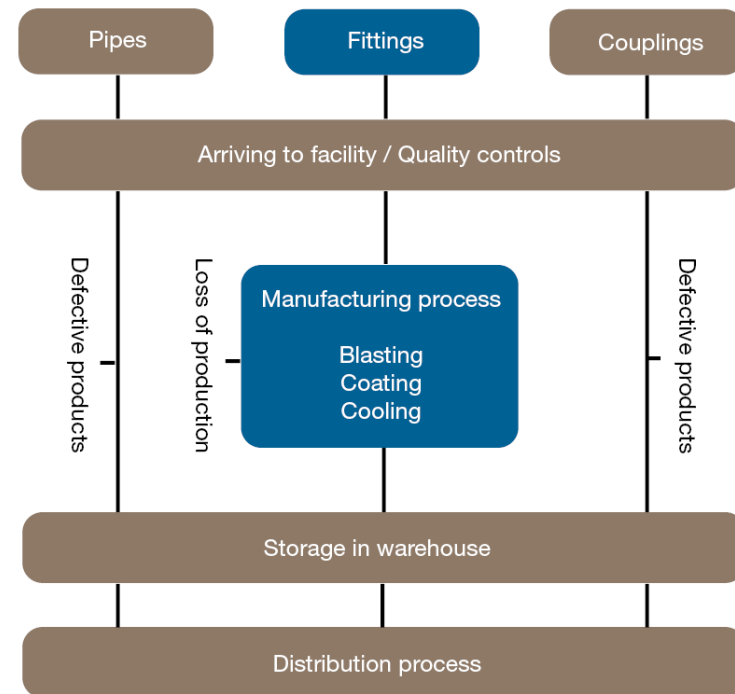 Pipes
Fittings
Couplings
Arriving to facility / Quality controls
Defective products
Loss of production
Manufacturing process
Blasting
Coating
Cooling
Defective products
Storage in warehouse
Distribution process